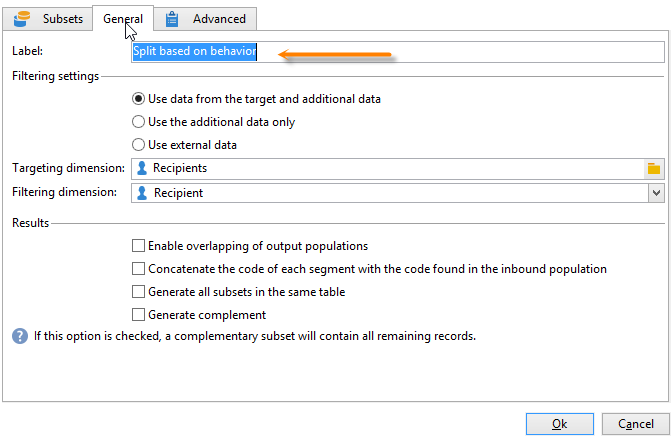 Subsets General Advanced
Label: Split based on behavior
Filtering settings
Use data from the target and additional data
Use the additional data only
Use external data
Targeting dimension: Recipients
Filtering dimension: Recipient
Results
Enable overlapping of output populations
Concatenate the code of each segment with the code found in the inbound population
Generate all subsets in the same table
Generate complement
? If this option is checked, a complementary subset will contain all remaining records.
Ok Cancel